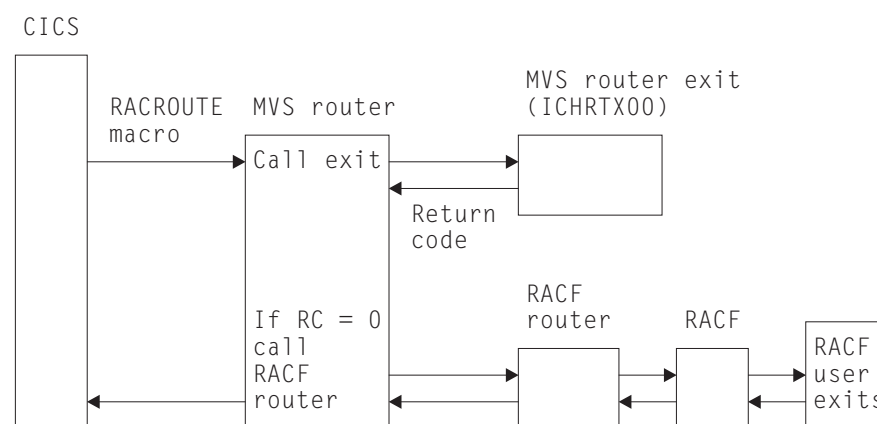 CICS
RACROUTE
macro
MVS router
MVS router exit
(ICHRTX00)
Call exit
Return
code
If RC = 0
call
RACF
router
RACF
router
RACF
RACF
user
exits